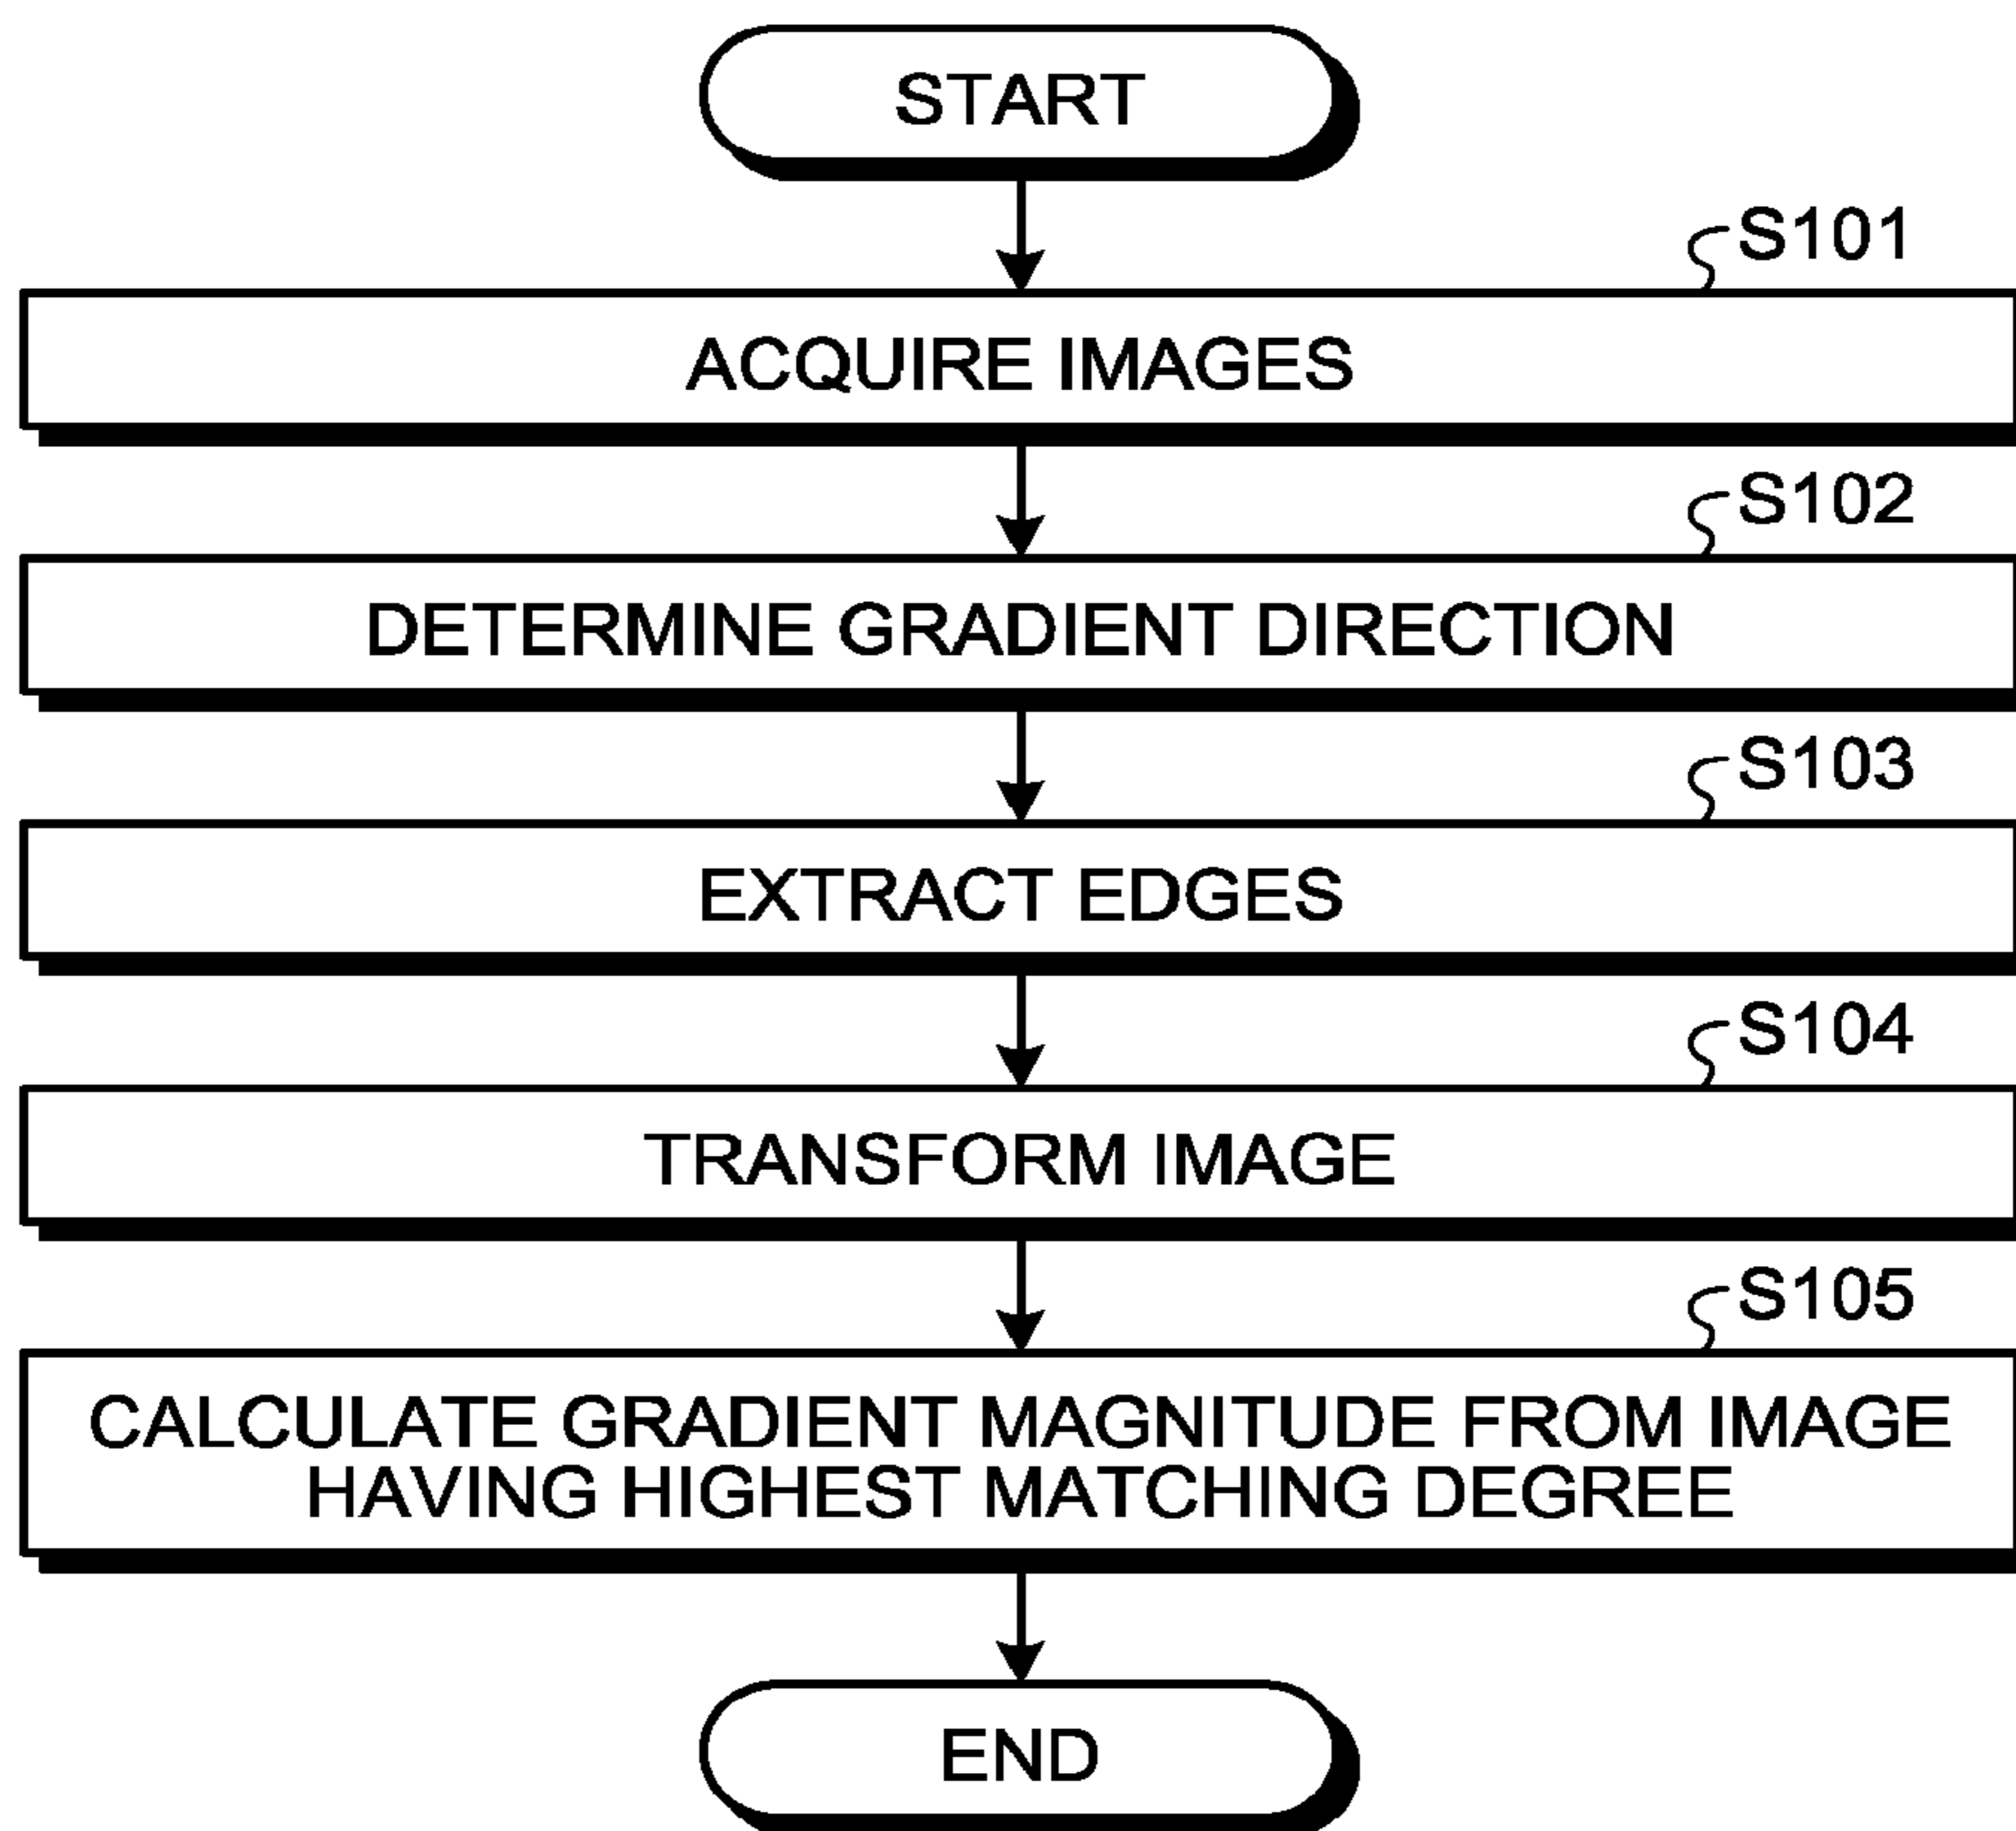 START
S101
ACQUIRE IMAGES
S102
DETERMINE GRADIENT DIRECTION
S103
EXTRACT EDGES
S104
TRANSFORM IMAGE
S105
CALCULATE GRADIENT MAGNITUDE FROM IMAGE
HAVING HIGHEST MATCHING DEGREE
END